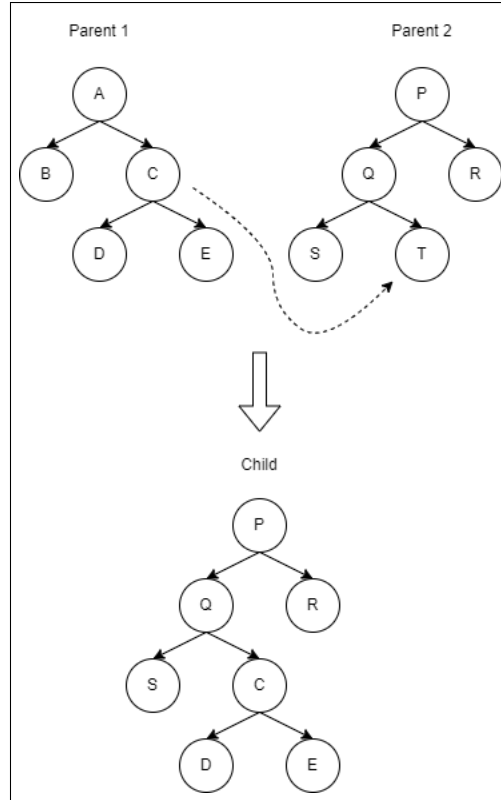 Parent 1 Parent 2
A P
B C Q R
D E S T
Child
P
Q R
S C
D E